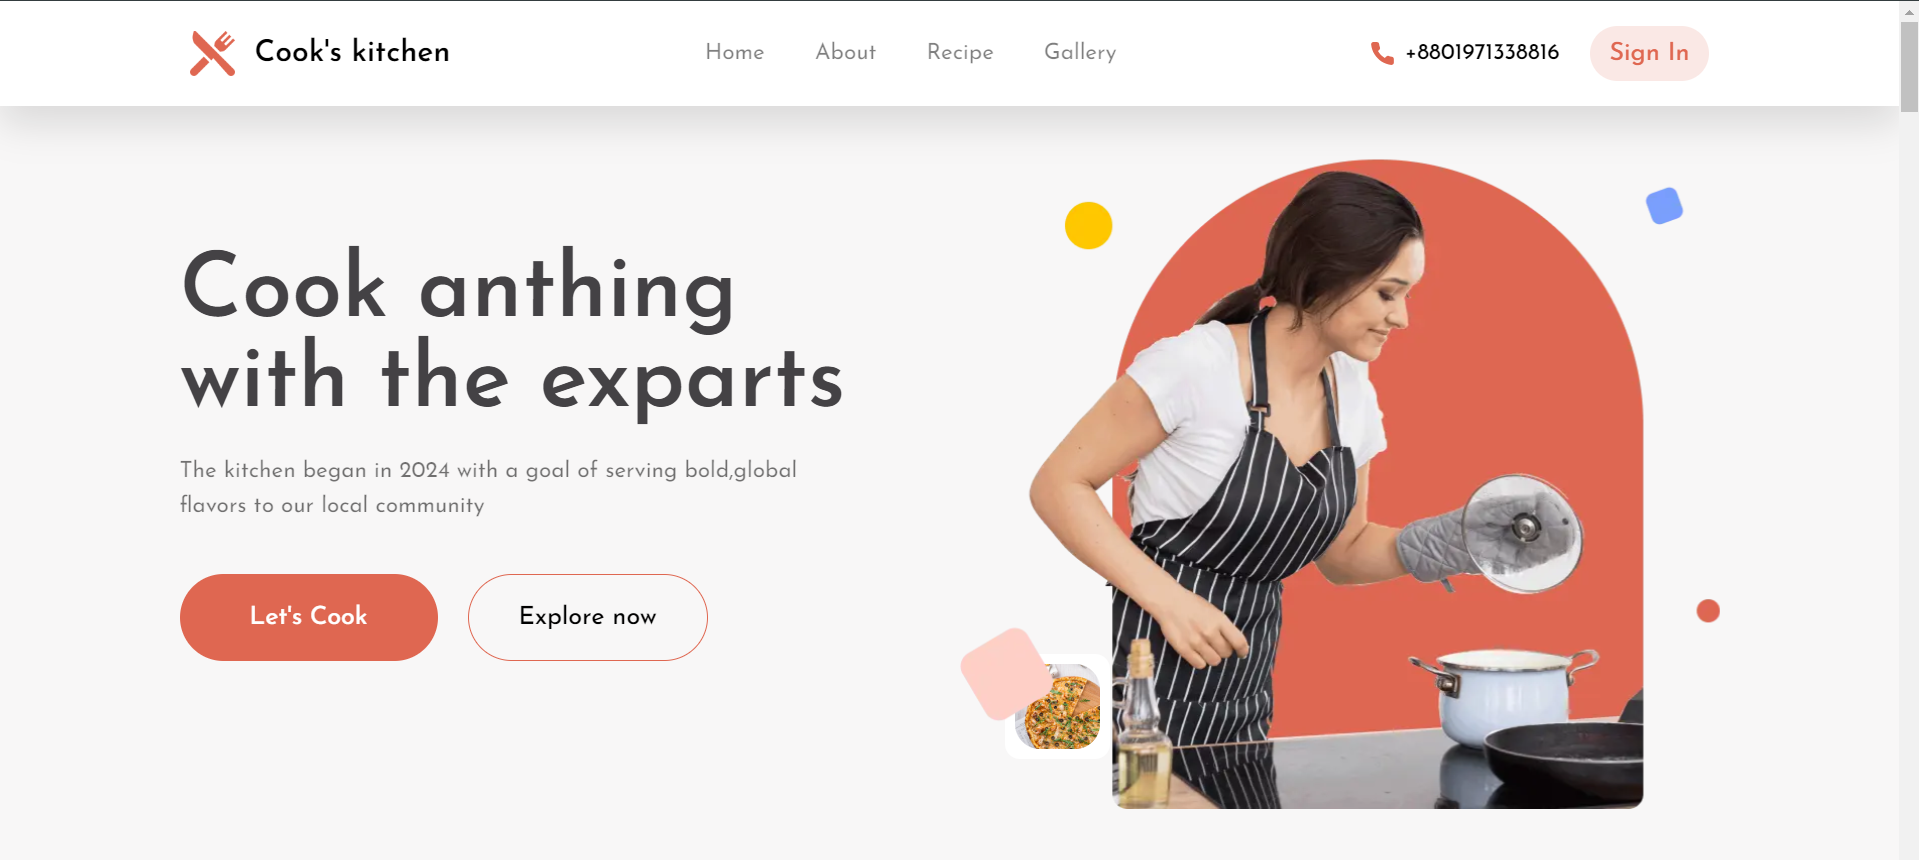 Cook's kitchen
Home
About
Recipe
Gallery
+8801971338816
Sign In
Cook anthing
with the exparts
The kitchen began in 2024 with a goal of serving bold,global
flavors to our local community
Let's Cook
Explore now